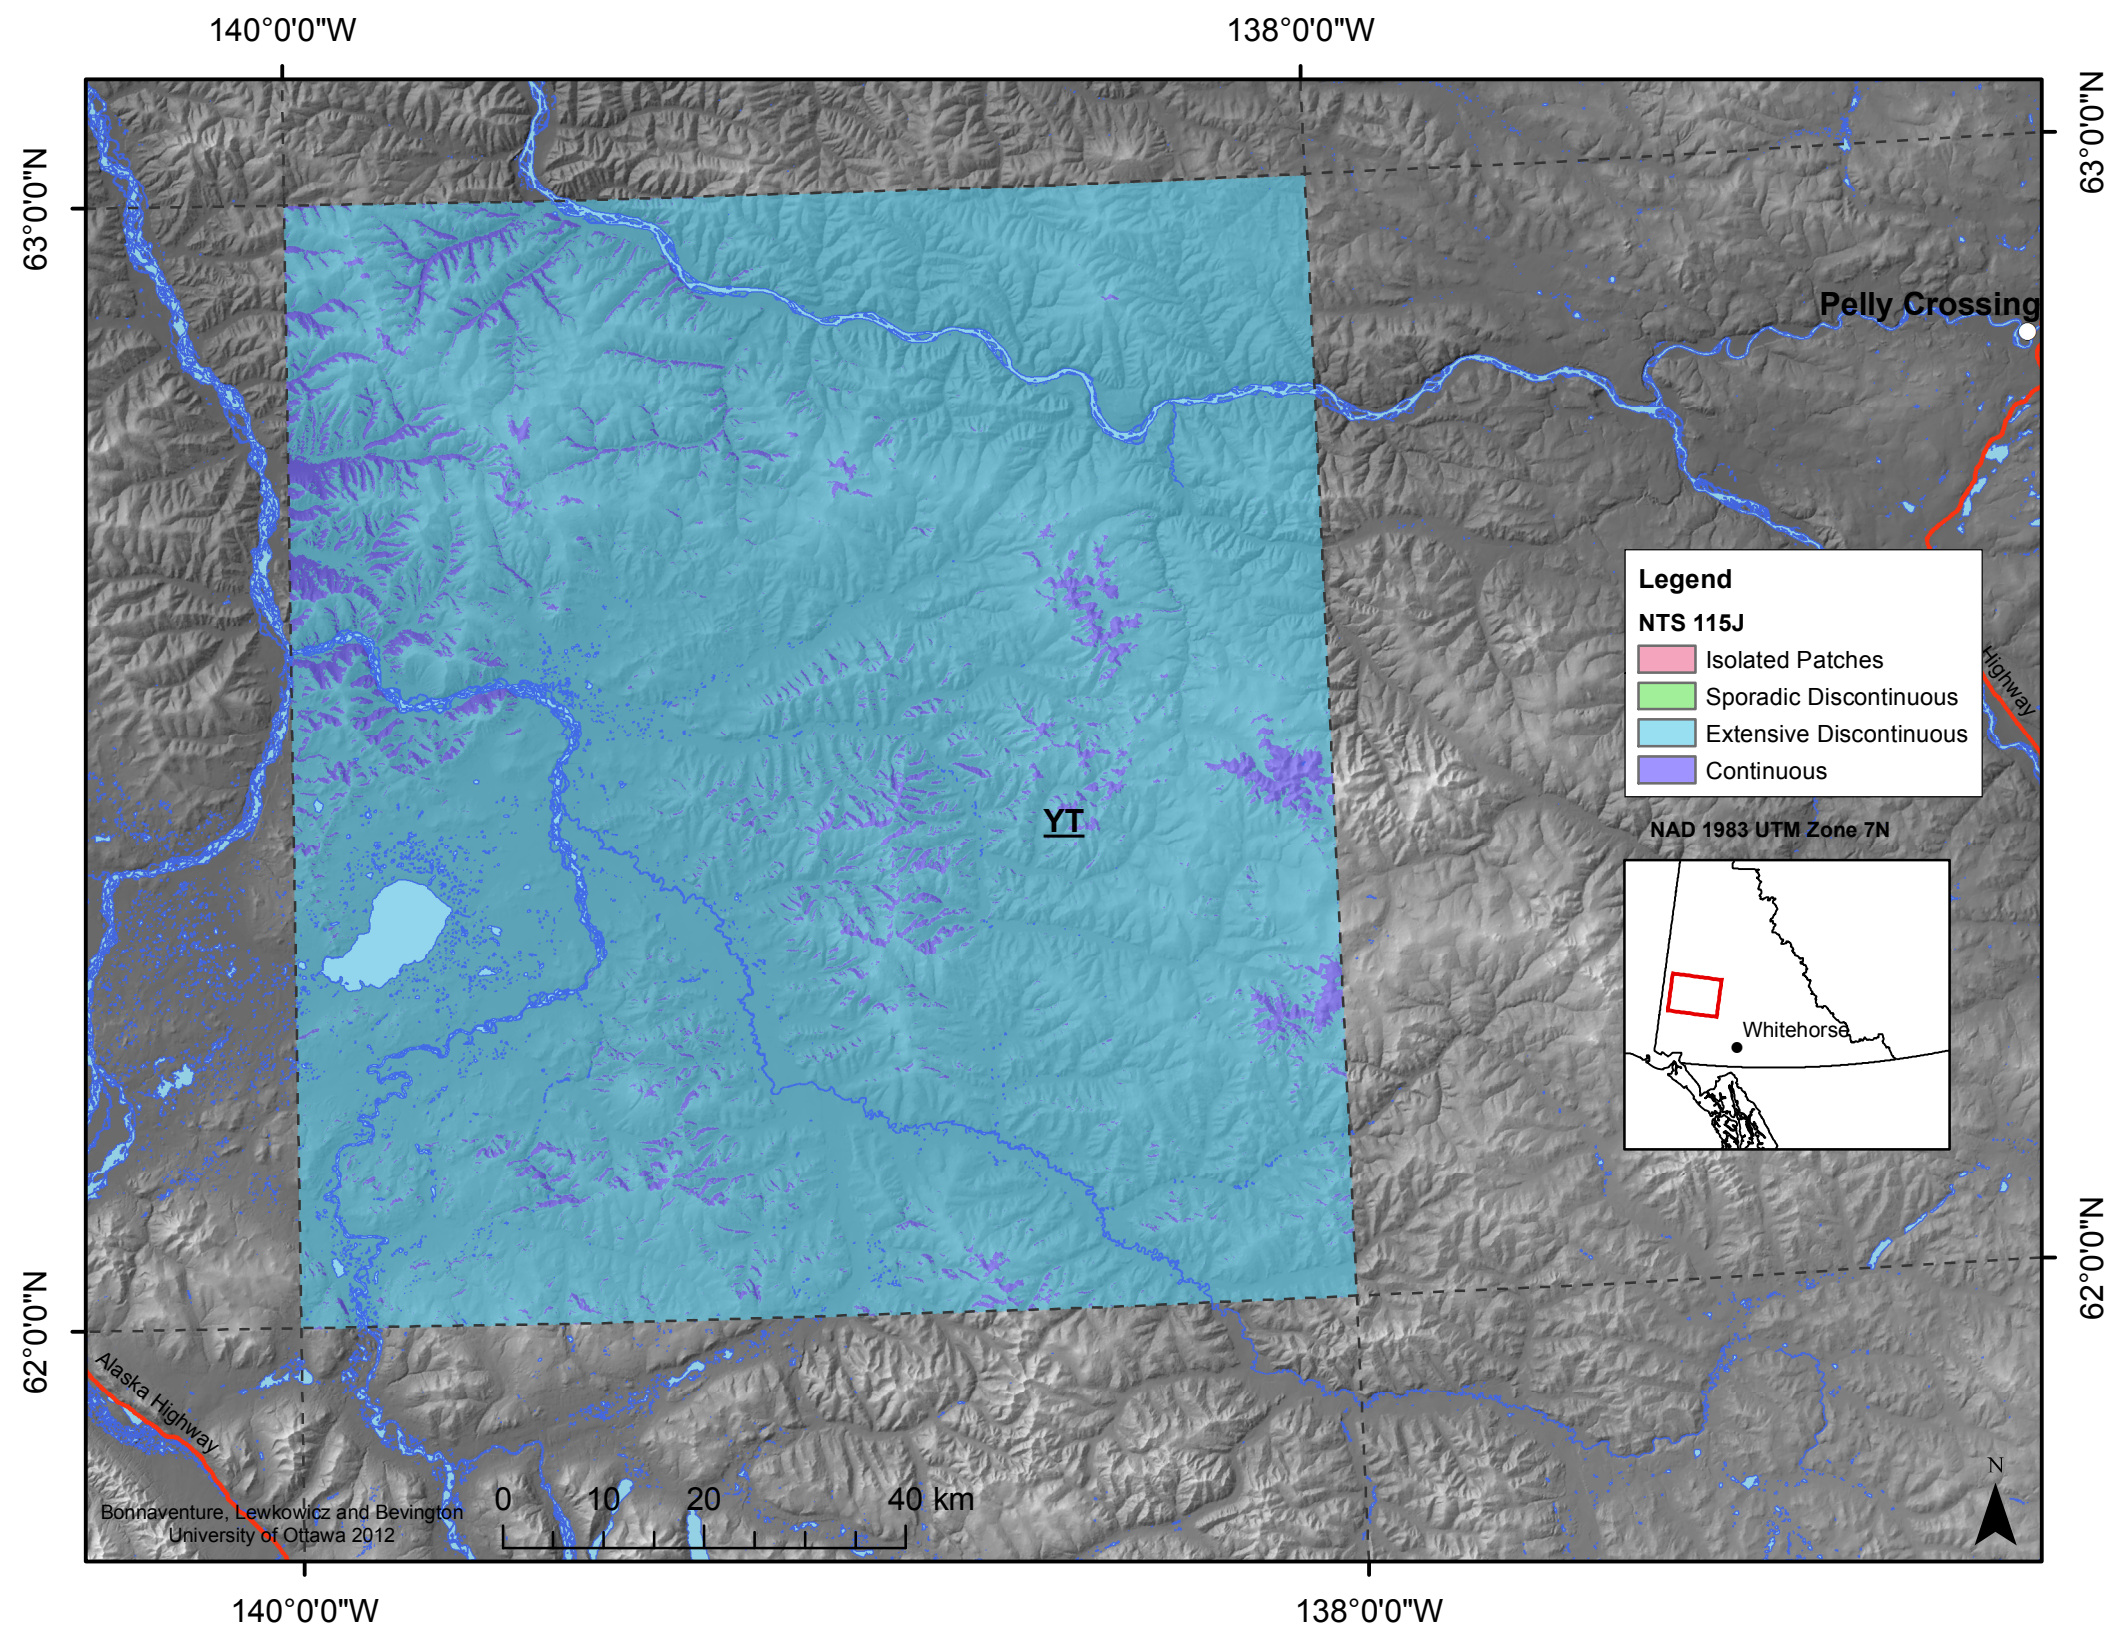 140°0'0"W
138°0'0"W
63°0'0"N
63°0'0"N
Pelly Crossing
Legend
NTS 115J
Isolated Patches
Sporadic Discontinuous
Extensive Discontinuous
Continuous
Highway
YT
NAD 1983 UTM Zone 7N
Whitehorse
62°0'0"N
62°0'0"N
Alaska Highway
N
0 10 20 40 km
Bonnaventure, Lewkowicz and Bevington
University of Ottawa 2012
140°0'0"W
138°0'0"W